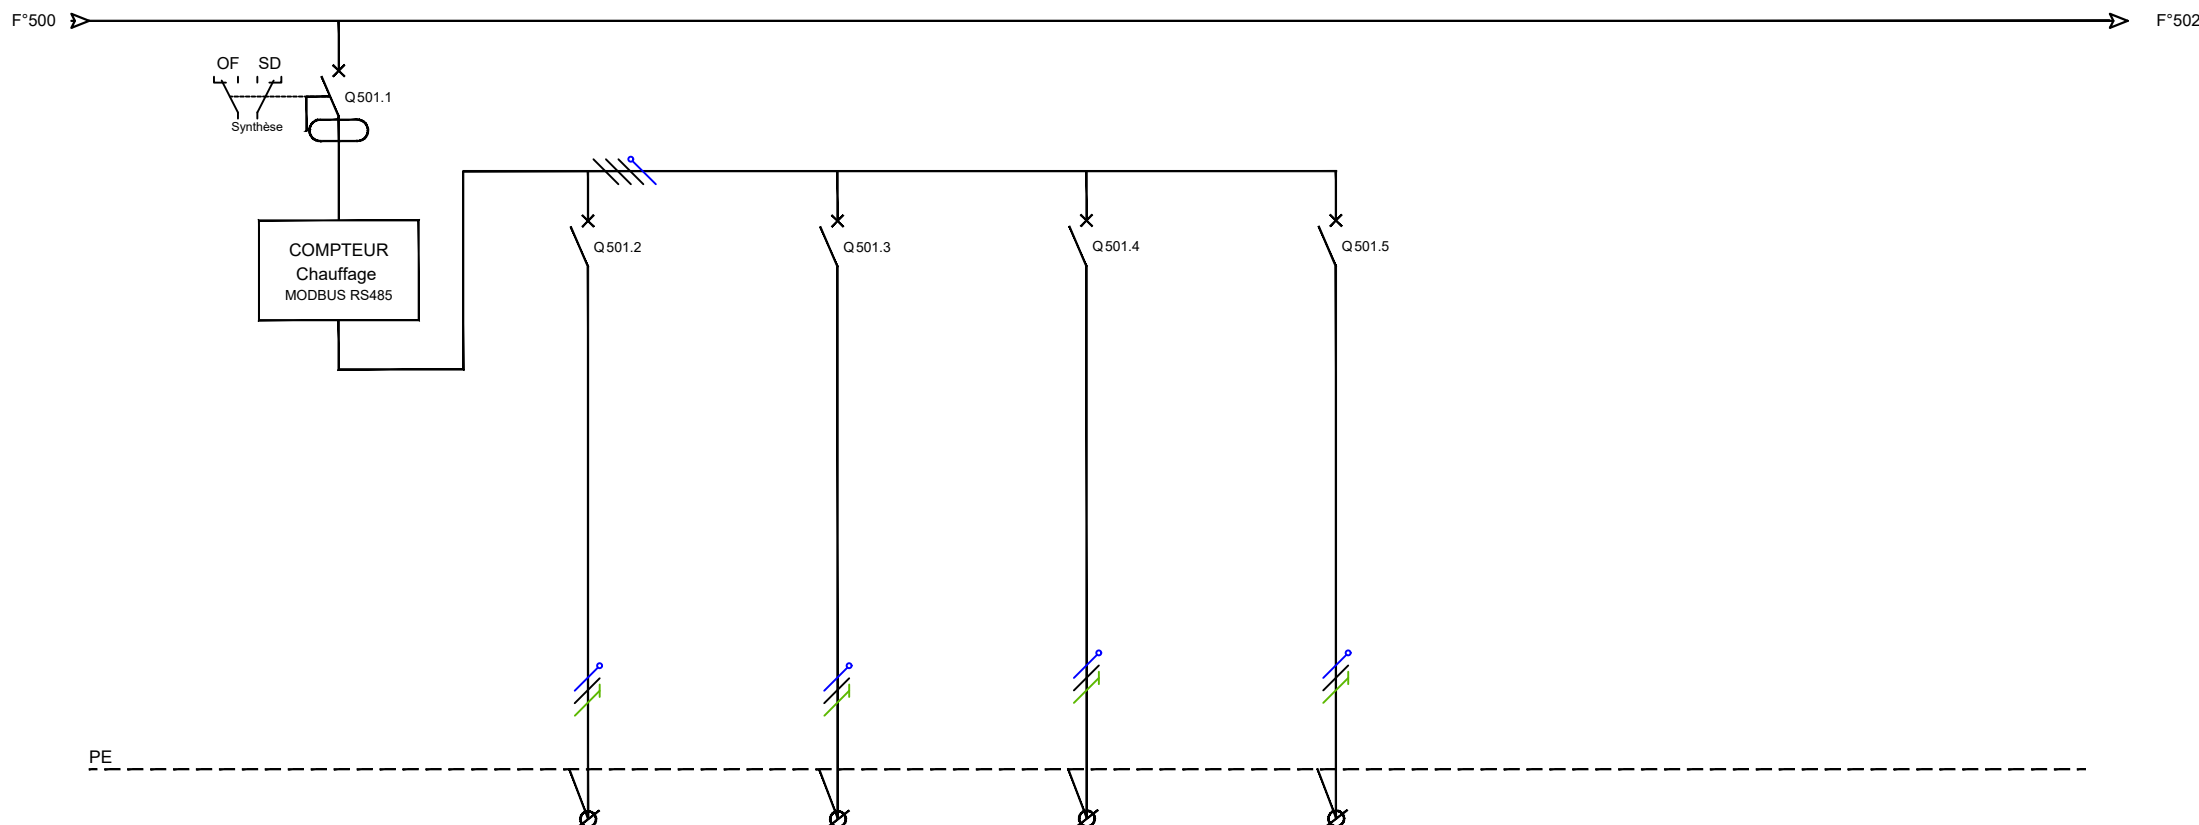 F°500
F°502
OF SD
Q501.1
Synthèse
COMPTEUR
Chauffage
MODBUS RS485
Q501.2
Q501.3
Q501.4
Q501.5
PE